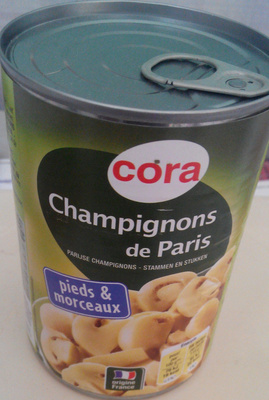 cora
Champignons
de Paris
PARIJSE CHAMPIGNONS - STAMMEN EN STUKKEN
pieds &
morceaux
origine
France